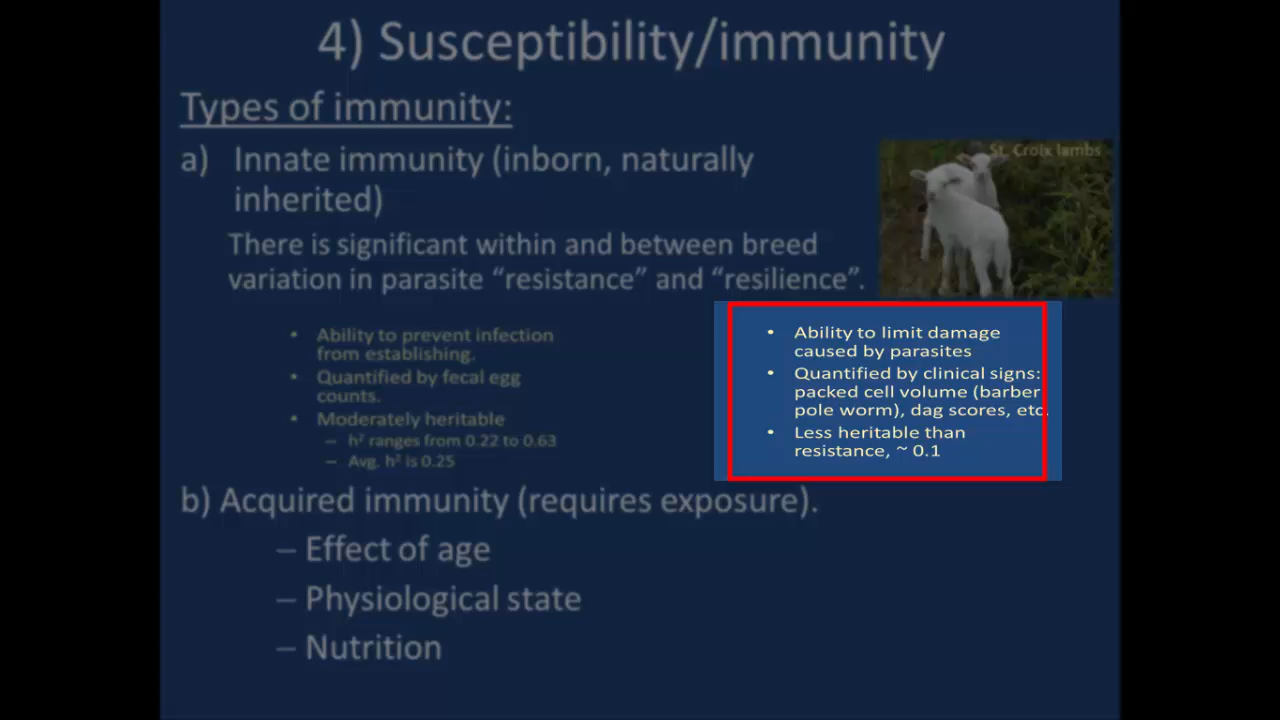 4) Susceptibility/immunity
Types of immunity:
a) Innate immunity (inborn, naturally
inherited)
St. Croix lambs
There is significant within and between breed
variation in parasite “resistance” and “resilience”.
• Ability to prevent infection
from establishing.
• Quantified by fecal egg
counts.
• Moderately heritable
– h² ranges from 0.22 to 0.63
– Avg. h² is 0.25
• Ability to limit damage
caused by parasites
• Quantified by clinical signs:
packed cell volume (barber
pole worm), dag scores, etc.
• Less heritable than
resistance, ~ 0.1
b) Acquired immunity (requires exposure).
– Effect of age
– Physiological state
– Nutrition